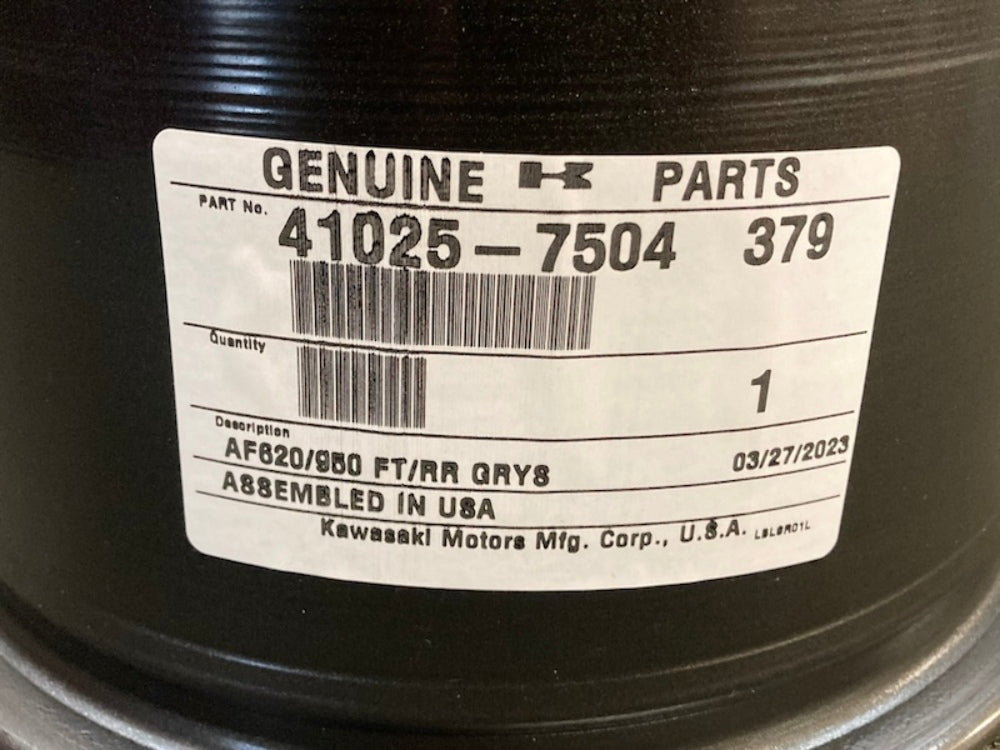 GENUINE PARTS
PART No. 41025-7504 379
Quantity 1
Description
AF620/950 FT/RR GRYS 03/27/2023
ASSEMBLED IN USA
Kawasaki Motors Mfg. Corp., U.S.A.